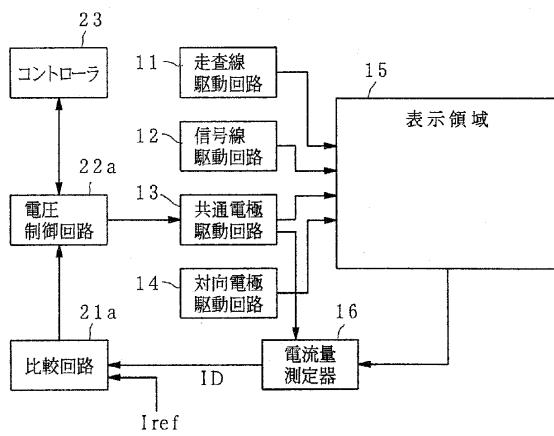 23
コントローラ
11
走査線
駆動回路
15
表示領域
12
信号線
駆動回路
22a
電圧
制御回路
13
共通電極
駆動回路
14
対向電極
駆動回路
21a
比較回路
16
電流量
測定器
ID
Iref